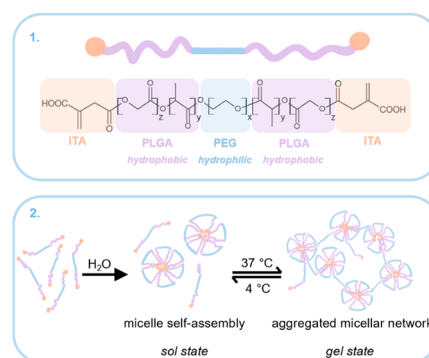 1.
HOOC
O
O
O
z
O
y
O
x
O
y
O
z
O
O
COOH
ITA
PLGA
PEG
PLGA
ITA
hydrophobic
hydrophilic
hydrophobic
2.
H₂O
37 °C
4 °C
micelle self-assembly
aggregated micellar network
sol state
gel state